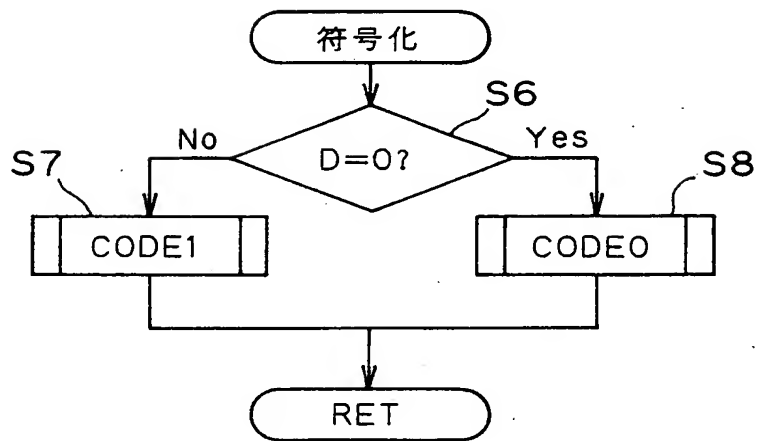 符号化
S6
No
D=0?
Yes
S7
S8
CODE1
CODE0
RET